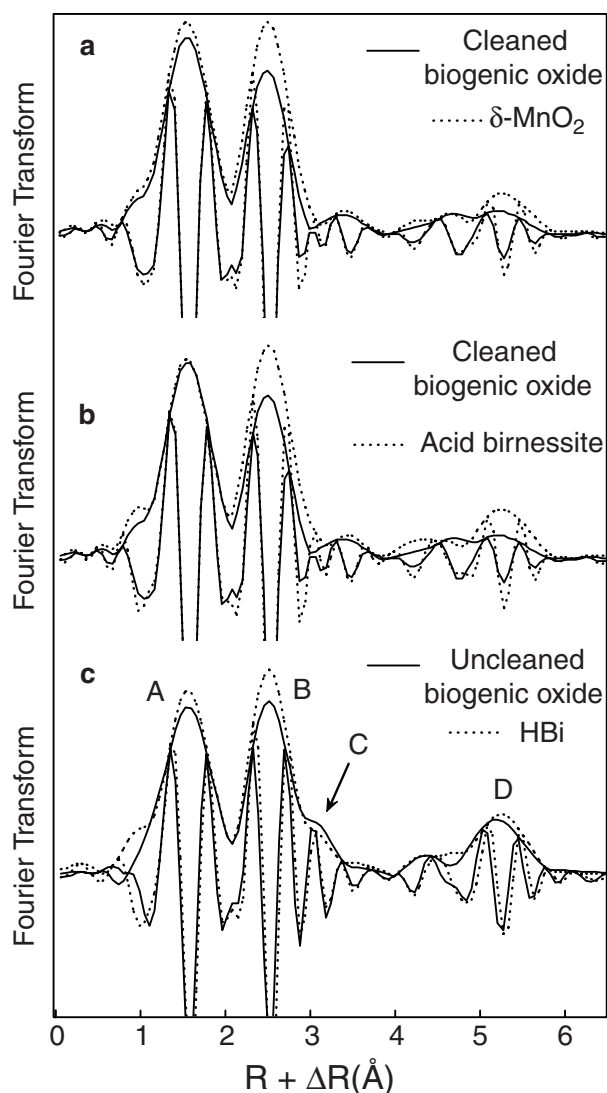 a
Cleaned
biogenic oxide
δ-MnO₂
Fourier Transform
b
Cleaned
biogenic oxide
Acid birnessite
Fourier Transform
c
Uncleaned
biogenic oxide
HBi
A
B
C
D
Fourier Transform
0 1 2 3 4 5 6
R + ΔR(Å)